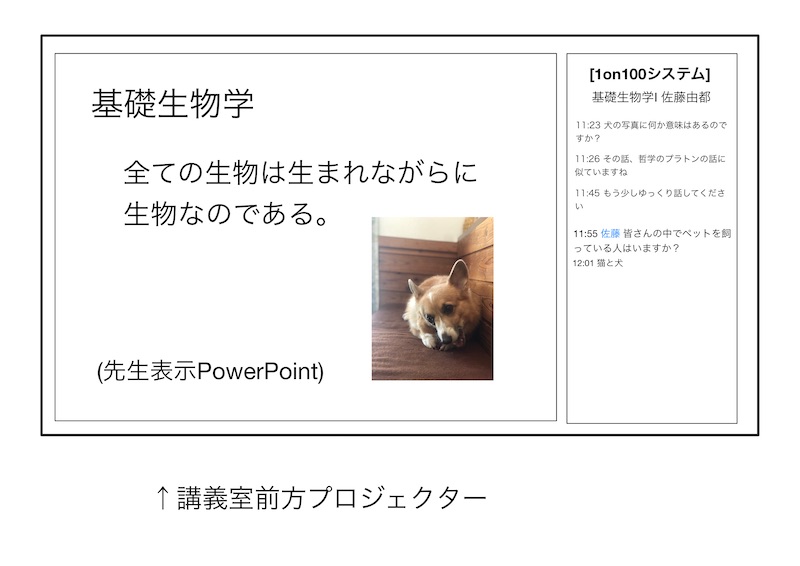 基礎生物学
全ての生物は生まれながらに
生物なのである。
(先生表示PowerPoint)
[1on100システム]
基礎生物学I 佐藤由都
11:23 犬の写真に何か意味はあるので
すか？
11:26 その話、哲学のプラトンの話に
似ていますね
11:45 もう少しゆっくり話してくださ
い
11:55 佐藤 皆さんの中でペットを飼
っている人はいますか？
12:01 猫と犬
↑講義室前方プロジェクター